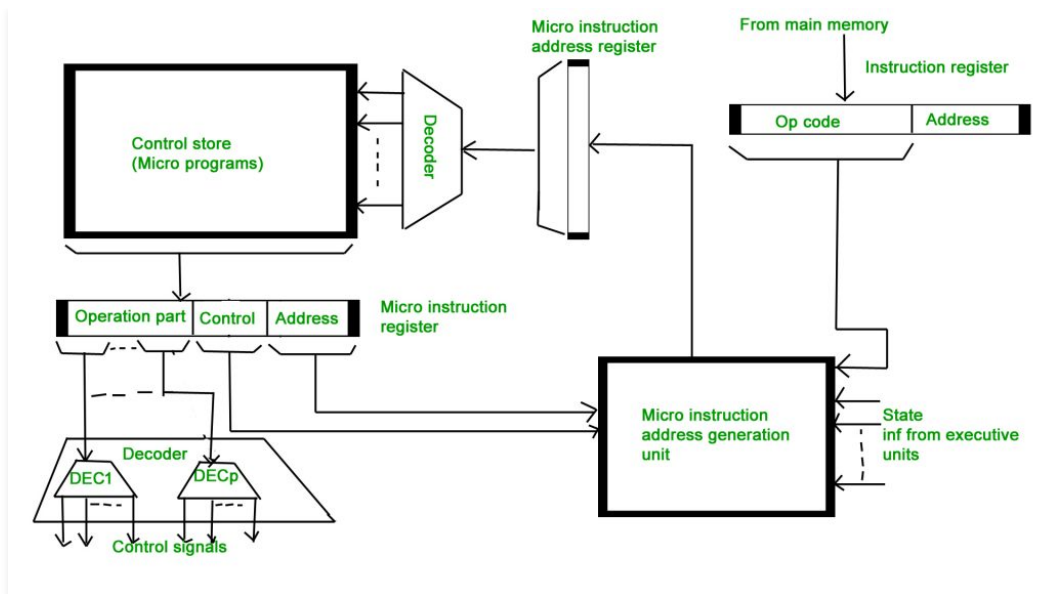 Micro instruction
address register
From main memory
Instruction register
Op code
Address
Control store
(Micro programs)
Decoder
Operation part
Control
Address
Micro instruction
register
Micro instruction
address generation
unit
State
inf from executive
units
Decoder
DEC1
DECp
Control signals